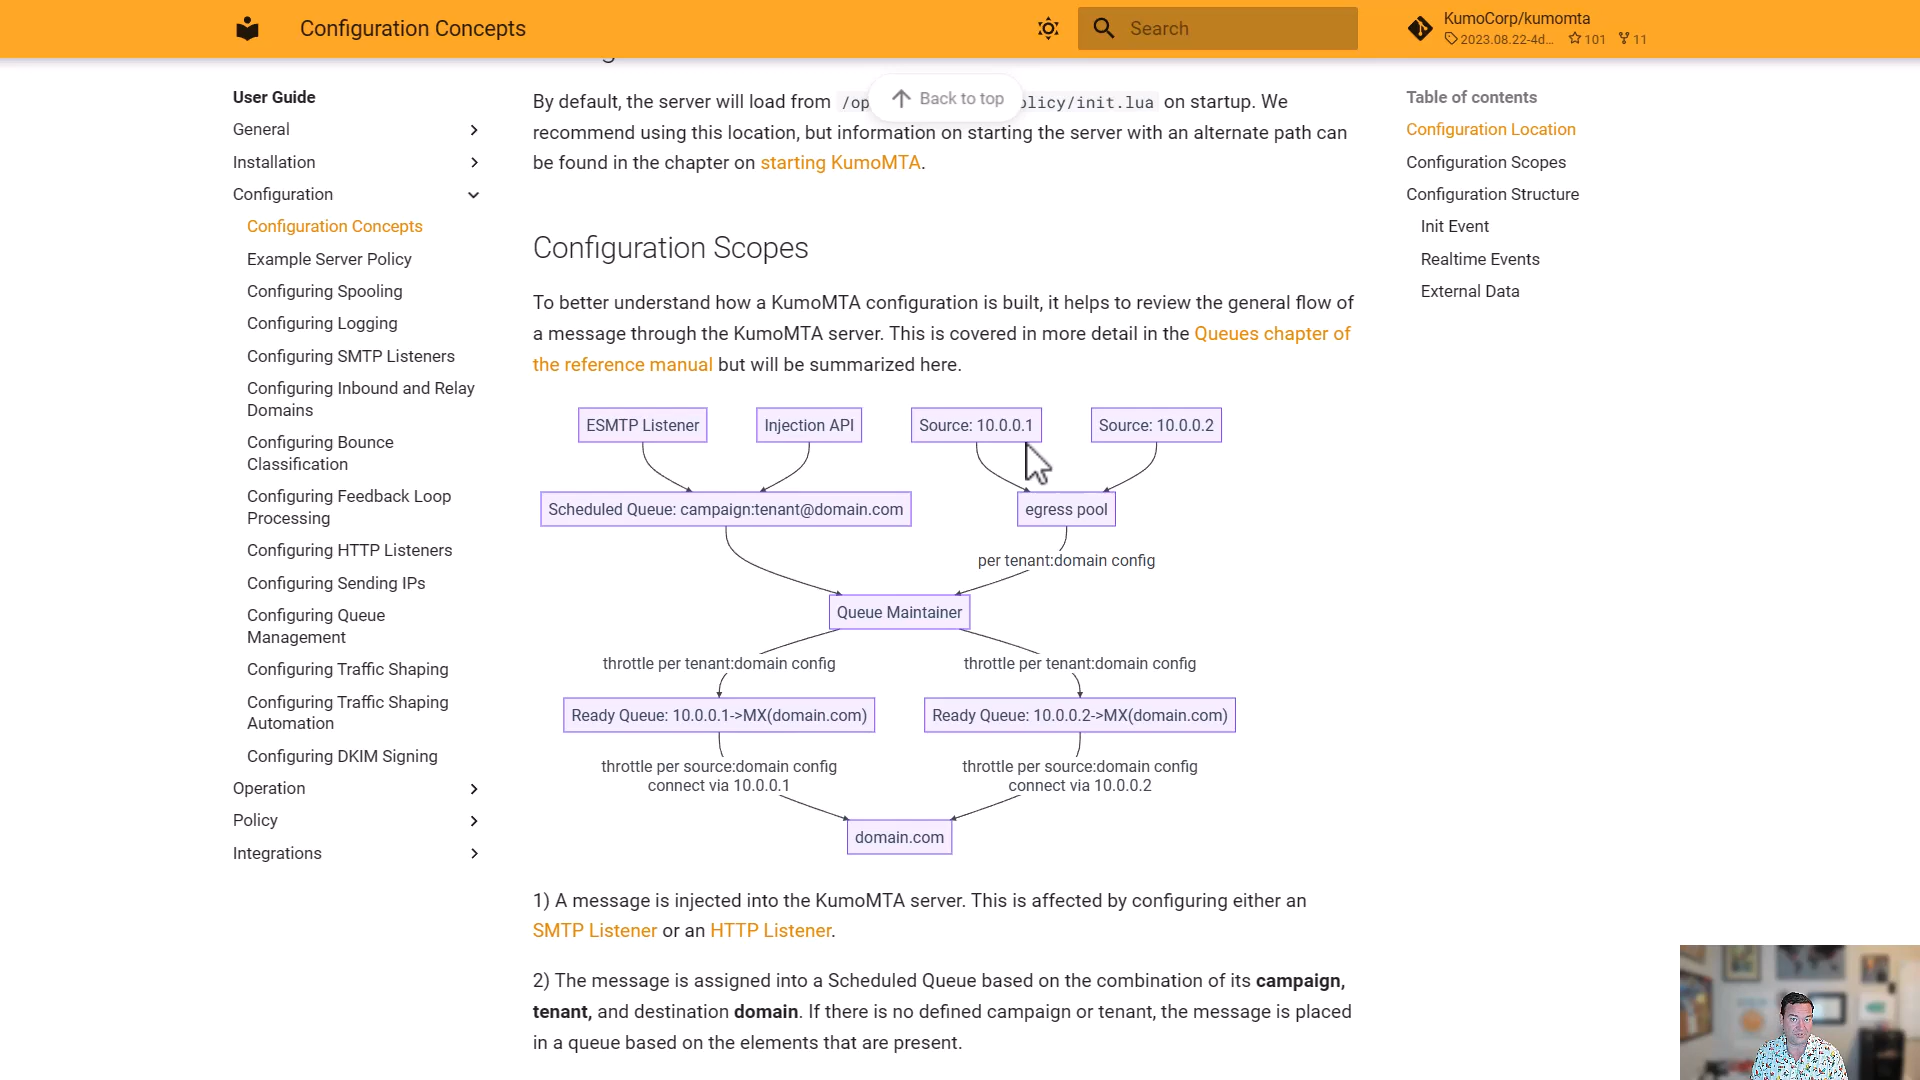 Configuration Concepts
Search
KumoCorp/kumomta
2023.08.22-4d... 101 11
User Guide
General
Installation
Configuration
Configuration Concepts
Example Server Policy
Configuring Spooling
Configuring Logging
Configuring SMTP Listeners
Configuring Inbound and Relay
Domains
Configuring Bounce
Classification
Configuring Feedback Loop
Processing
Configuring HTTP Listeners
Configuring Sending IPs
Configuring Queue
Management
Configuring Traffic Shaping
Configuring Traffic Shaping
Automation
Configuring DKIM Signing
Operation
Policy
Integrations
Back to top
By default, the server will load from /op olicy/init.lua on startup. We
recommend using this location, but information on starting the server with an alternate path can
be found in the chapter on starting KumoMTA.
Configuration Scopes
To better understand how a KumoMTA configuration is built, it helps to review the general flow of
a message through the KumoMTA server. This is covered in more detail in the Queues chapter of
the reference manual but will be summarized here.
ESMTP Listener
Injection API
Source: 10.0.0.1
Source: 10.0.0.2
Scheduled Queue: campaign:tenant@domain.com
egress pool
per tenant:domain config
Queue Maintainer
throttle per tenant:domain config
throttle per tenant:domain config
Ready Queue: 10.0.0.1->MX(domain.com)
Ready Queue: 10.0.0.2->MX(domain.com)
throttle per source:domain config
connect via 10.0.0.1
throttle per source:domain config
connect via 10.0.0.2
domain.com
1) A message is injected into the KumoMTA server. This is affected by configuring either an
SMTP Listener or an HTTP Listener.
2) The message is assigned into a Scheduled Queue based on the combination of its campaign,
tenant, and destination domain. If there is no defined campaign or tenant, the message is placed
in a queue based on the elements that are present.
Table of contents
Configuration Location
Configuration Scopes
Configuration Structure
Init Event
Realtime Events
External Data